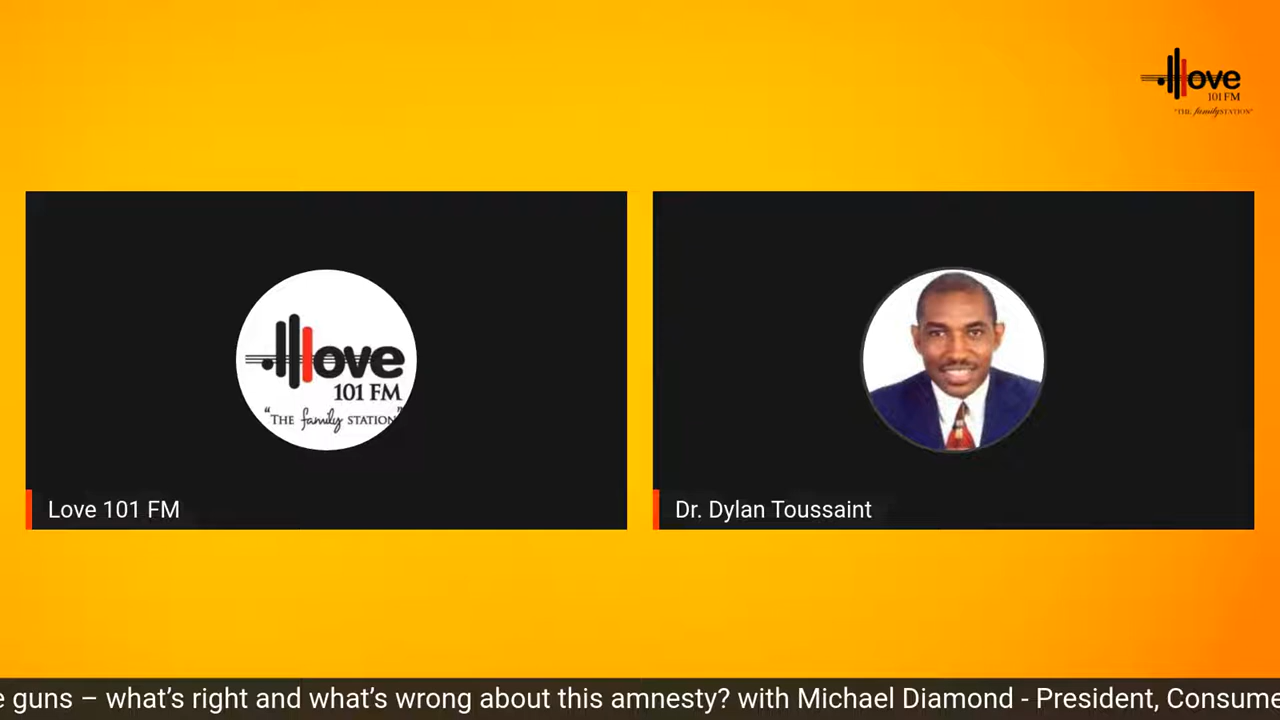 love
101 FM
"THE family STATION"
love
101 FM
"THE family STATION"
Love 101 FM
Dr. Dylan Toussaint
guns – what’s right and what’s wrong about this amnesty? with Michael Diamond - President, Consume